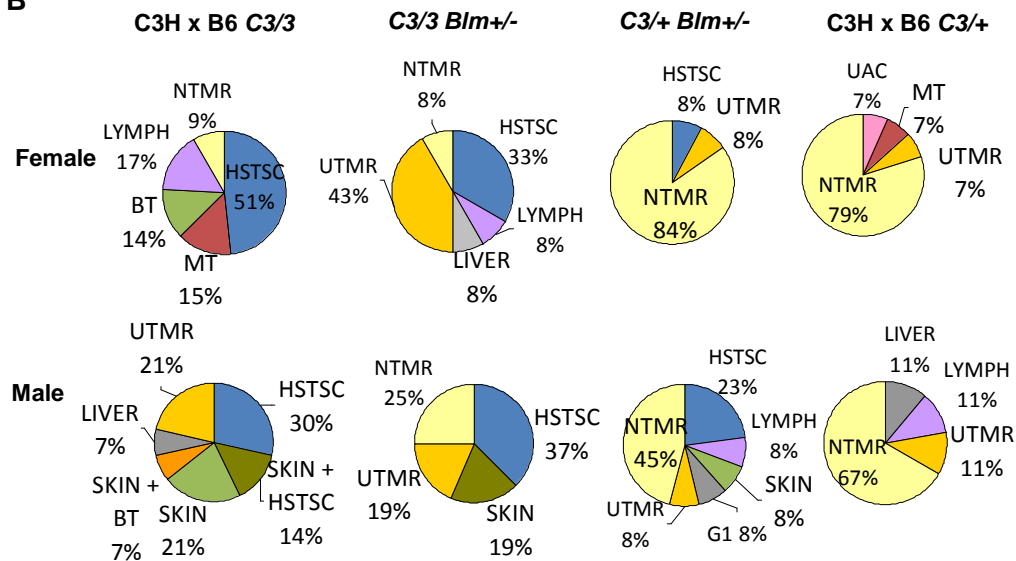 B
C3H x B6 C3/3
C3/3 Blm+/-
C3/+ Blm+/-
C3H x B6 C3/+
Female
NTMR
9%
LYMPH
17%
HSTSC
51%
BT
14%
MT
15%
NTMR
8%
HSTSC
33%
UTMR
43%
LYMPH
8%
LIVER
8%
HSTSC
8%
UTMR
8%
NTMR
84%
UAC
7%
MT
7%
UTMR
7%
NTMR
79%
Male
UTMR
21%
HSTSC
30%
LIVER
7%
SKIN +
HSTSC
14%
SKIN +
BT
7%
SKIN
21%
NTMR
25%
HSTSC
37%
UTMR
19%
SKIN
19%
HSTSC
23%
NTMR
45%
LYMPH
8%
SKIN
8%
UTMR
8%
G1 8%
LIVER
11%
LYMPH
11%
UTMR
11%
NTMR
67%